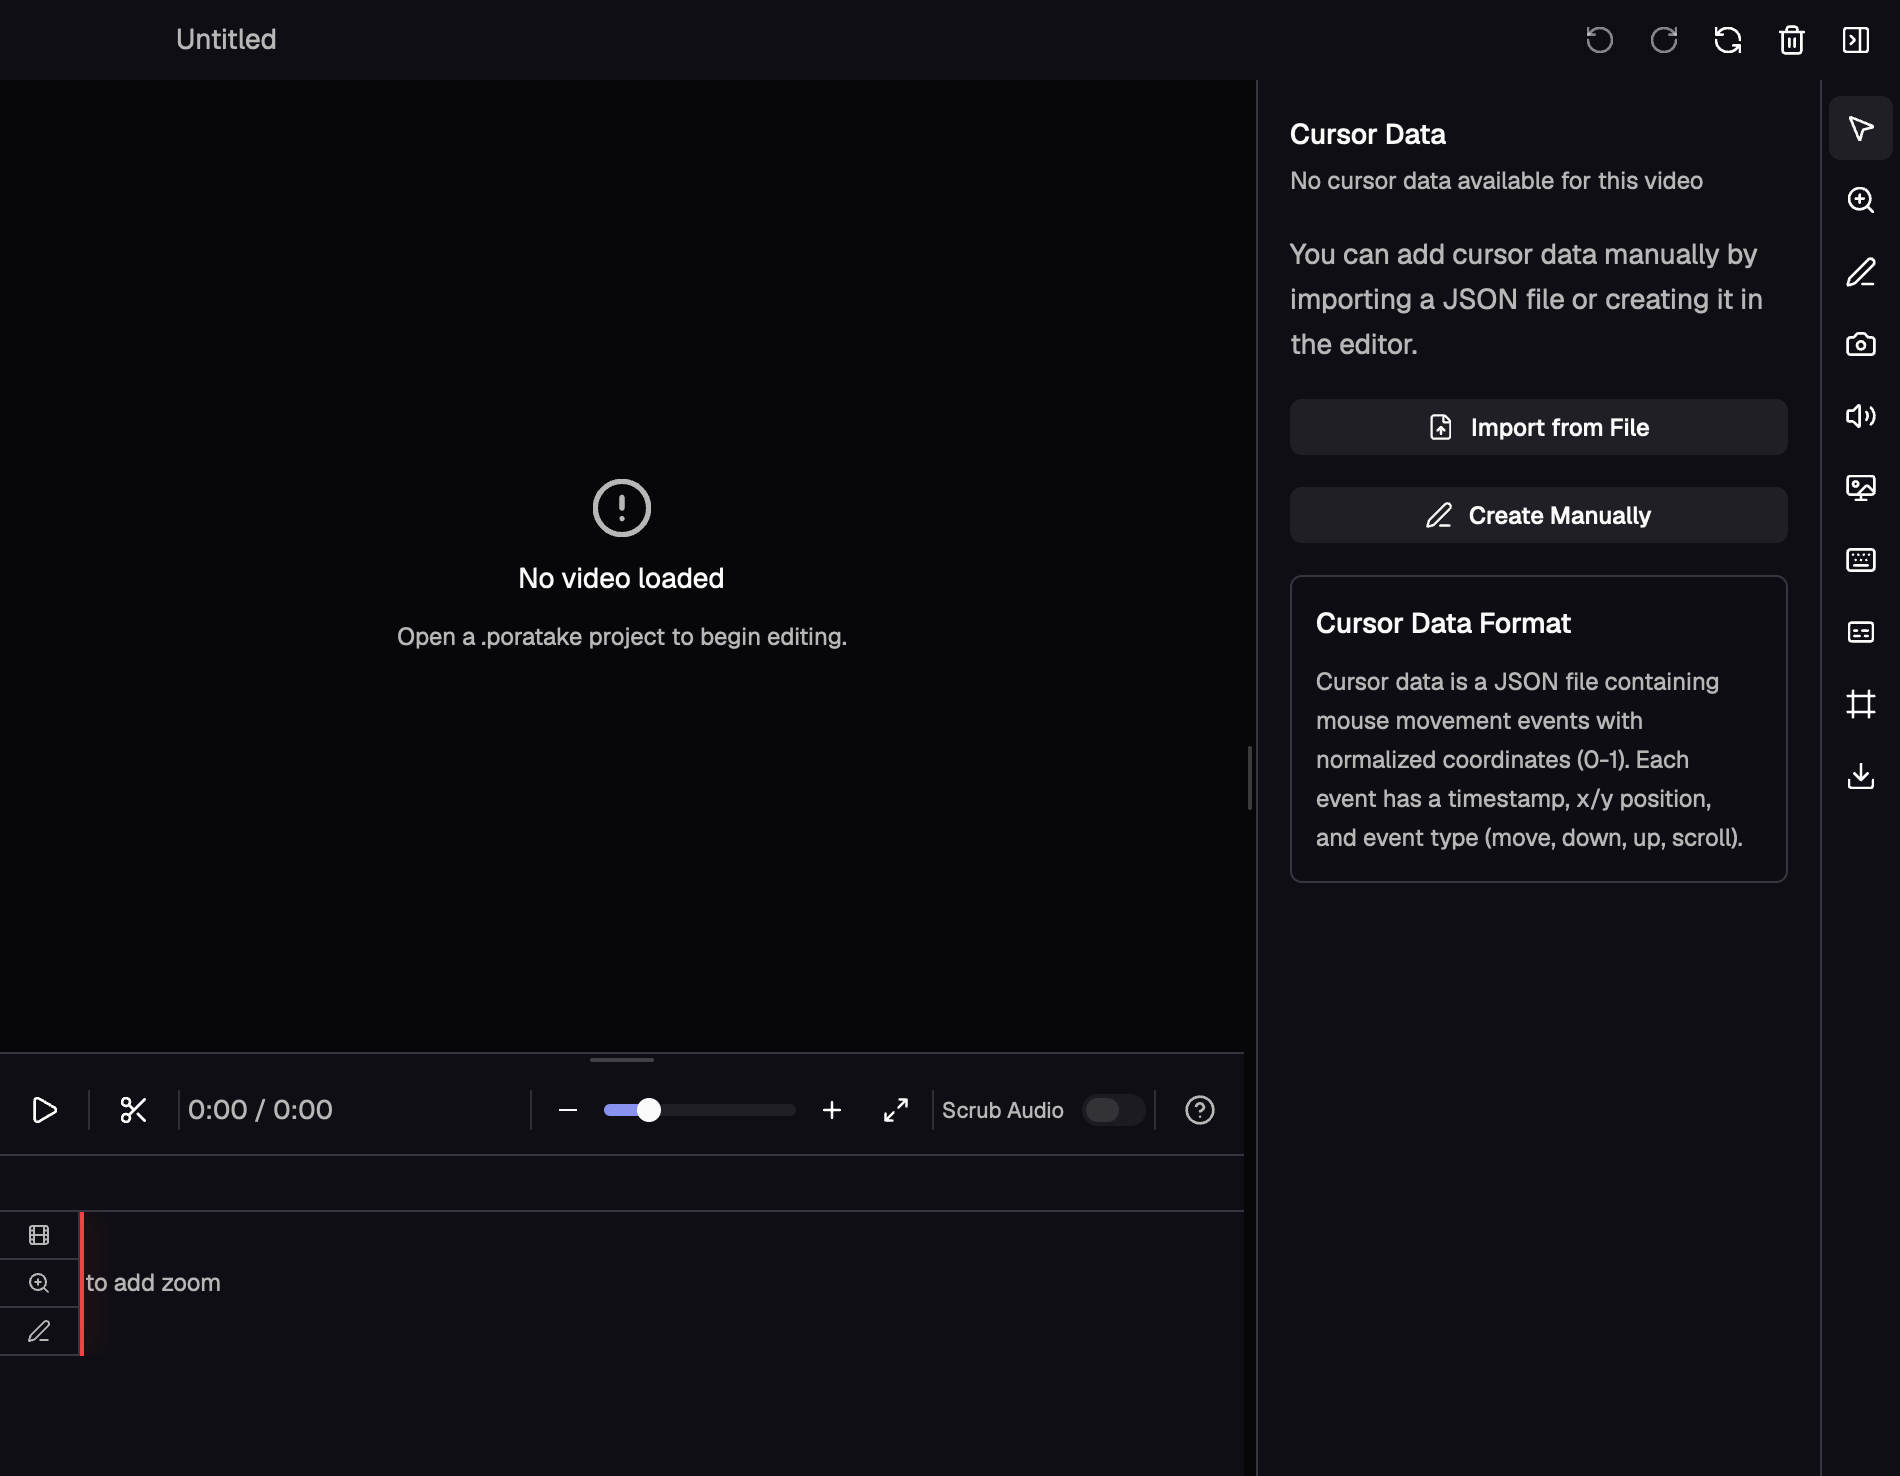 Untitled
Cursor Data
No cursor data available for this video
You can add cursor data manually by
importing a JSON file or creating it in
the editor.
Import from File
Create Manually
Cursor Data Format
Cursor data is a JSON file containing
mouse movement events with
normalized coordinates (0-1). Each
event has a timestamp, x/y position,
and event type (move, down, up, scroll).
No video loaded
Open a .poratake project to begin editing.
0:00 / 0:00
Scrub Audio
to add zoom